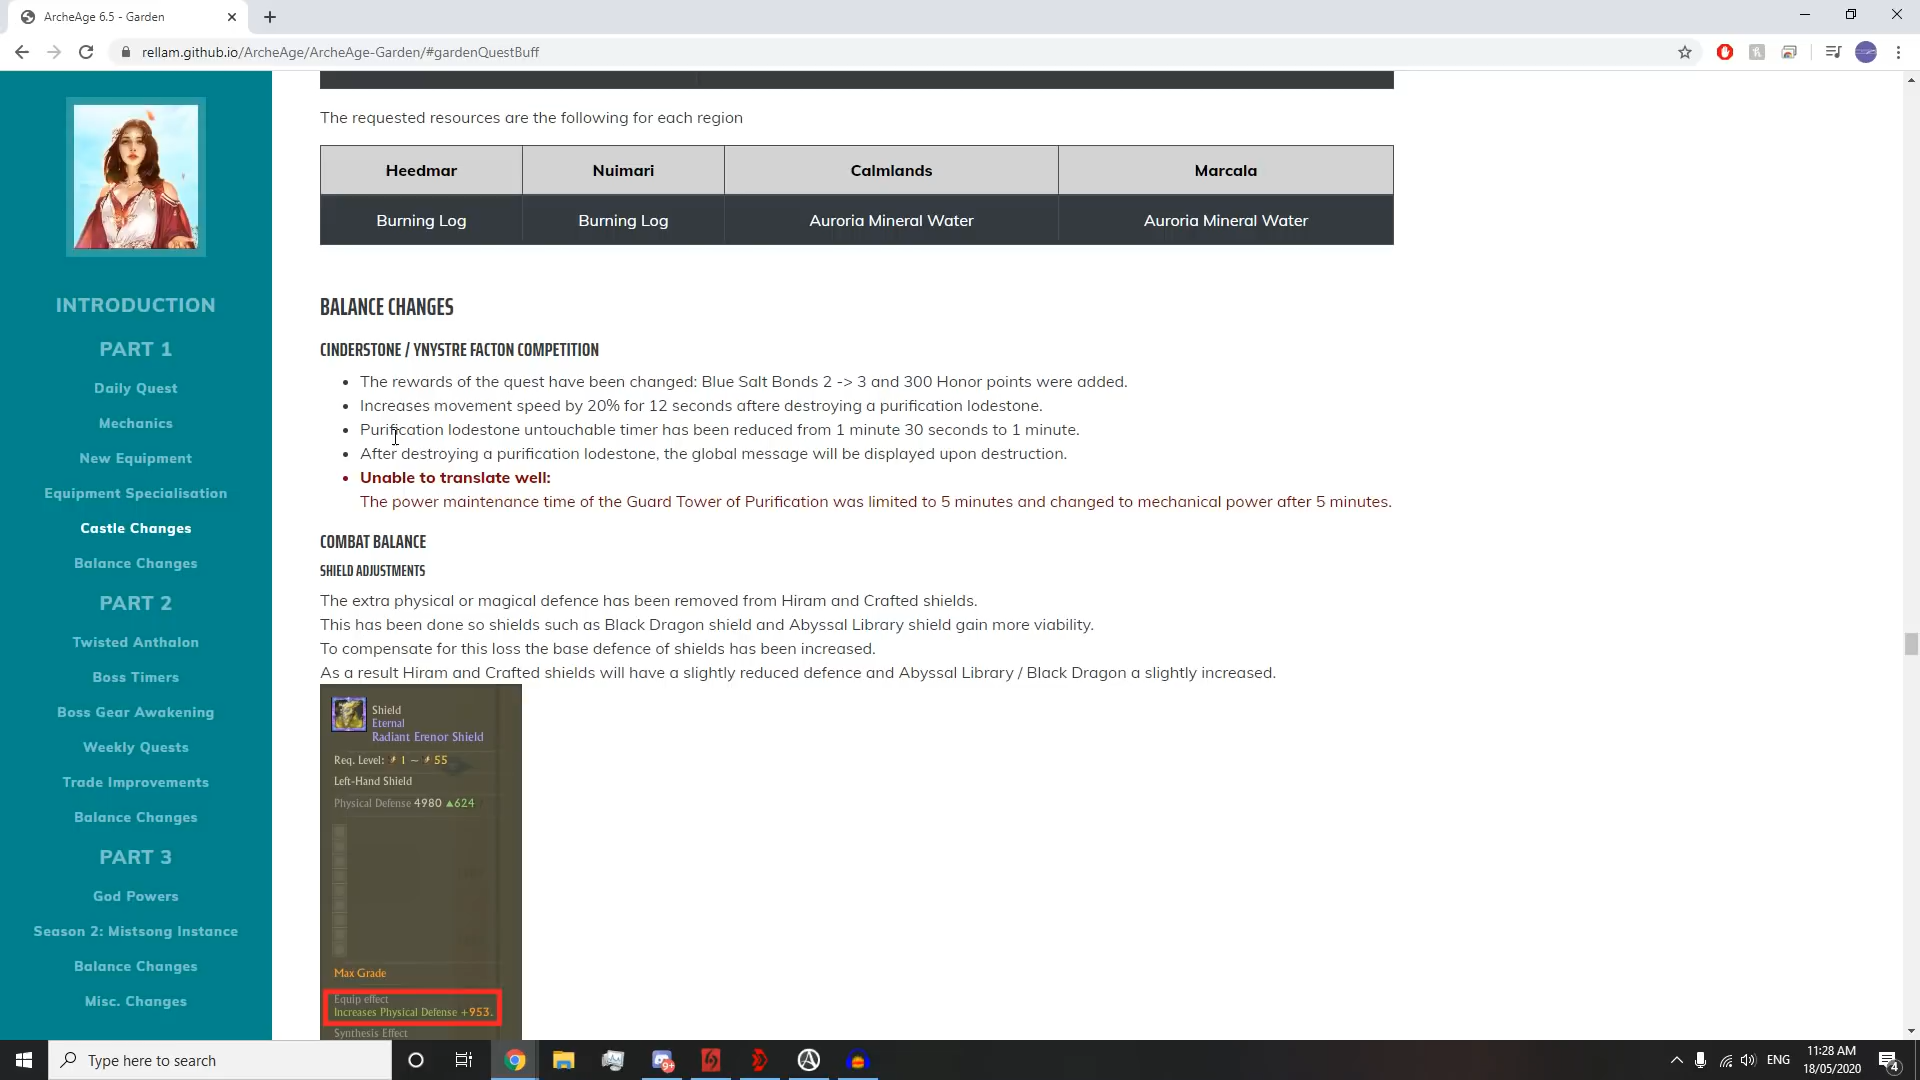 ArcheAge 6.5 - Garden
rellam.github.io/ArcheAge/ArcheAge-Garden/#gardenQuestBuff
INTRODUCTION
PART 1
Daily Quest
Mechanics
New Equipment
Equipment Specialisation
Castle Changes
Balance Changes
PART 2
Twisted Anthalon
Boss Timers
Boss Gear Awakening
Weekly Quests
Trade Improvements
Balance Changes
PART 3
God Powers
Season 2: Mistsong Instance
Balance Changes
Misc. Changes
The requested resources are the following for each region
Heedmar Nuimari Calmlands Marcala
Burning Log Burning Log Auroria Mineral Water Auroria Mineral Water
BALANCE CHANGES
CINDERSTONE / YNYSTRE FACTON COMPETITION
• The rewards of the quest have been changed: Blue Salt Bonds 2 -> 3 and 300 Honor points were added.
• Increases movement speed by 20% for 12 seconds aftere destroying a purification lodestone.
• Purification lodestone untouchable timer has been reduced from 1 minute 30 seconds to 1 minute.
• After destroying a purification lodestone, the global message will be displayed upon destruction.
• Unable to translate well:
The power maintenance time of the Guard Tower of Purification was limited to 5 minutes and changed to mechanical power after 5 minutes.
COMBAT BALANCE
SHIELD ADJUSTMENTS
The extra physical or magical defence has been removed from Hiram and Crafted shields.
This has been done so shields such as Black Dragon shield and Abyssal Library shield gain more viability.
To compensate for this loss the base defence of shields has been increased.
As a result Hiram and Crafted shields will have a slightly reduced defence and Abyssal Library / Black Dragon a slightly increased.
Shield
Eternal
Radiant Erenor Shield
Req. Level: 1 ~ 55
Left-Hand Shield
Physical Defense 4980 ▲624
Max Grade
Equip effect
Increases Physical Defense +953.
Synthesis Effect
Type here to search
9+
ENG
11:28 AM
18/05/2020
4